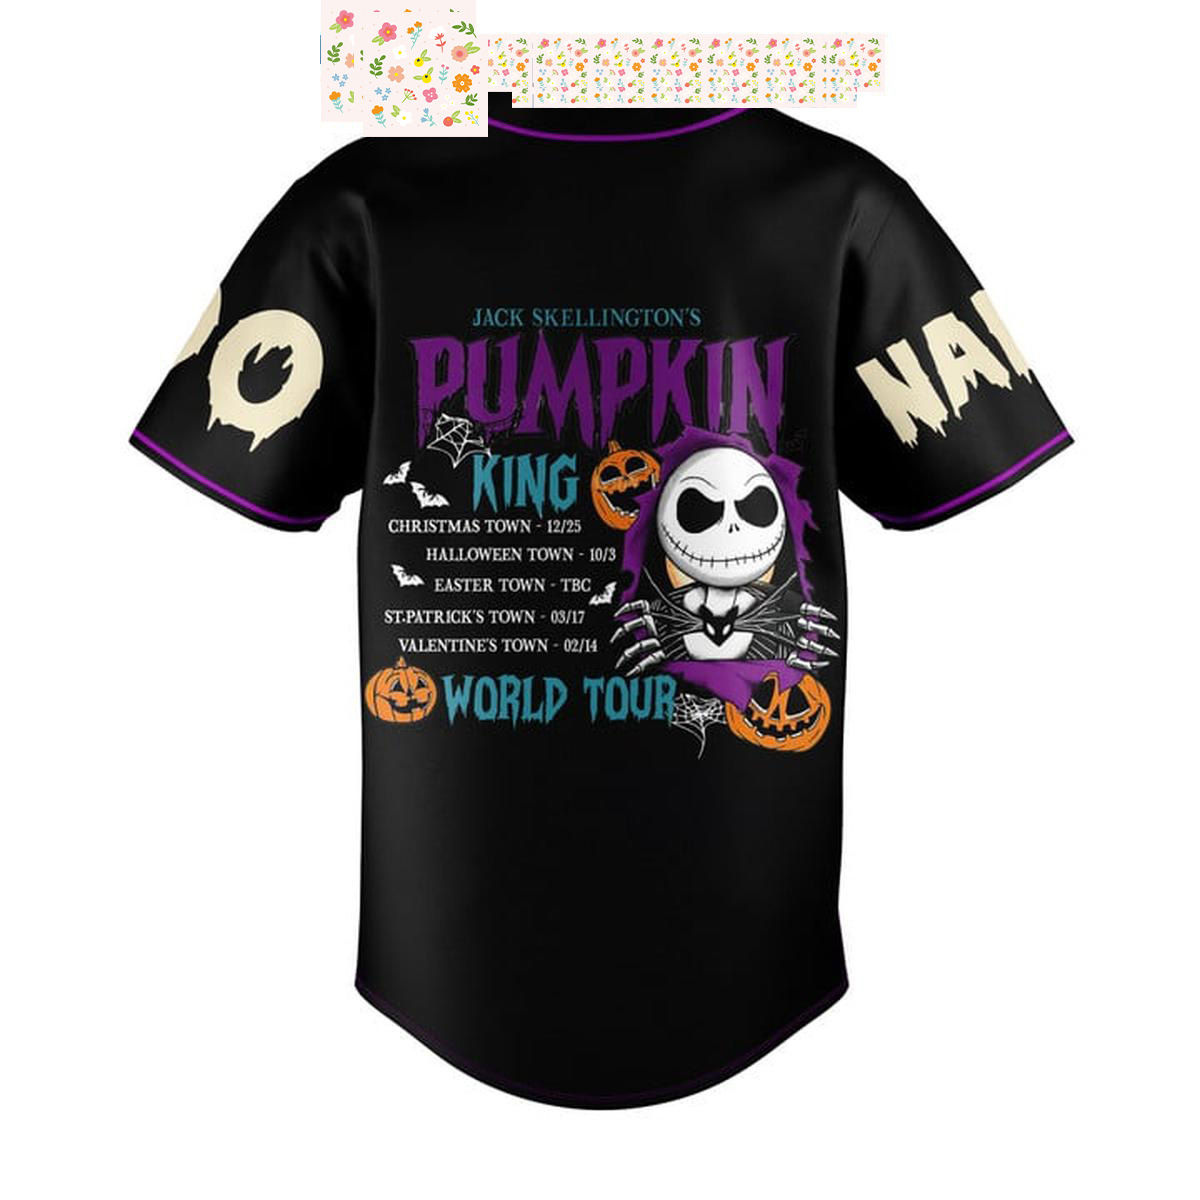 JACK SKELLINGTON'S
PUMPKIN
KING
CHRISTMAS TOWN - 12/25
HALLOWEEN TOWN - 10/3
EASTER TOWN - TBC
ST.PATRICK'S TOWN - 03/17
VALENTINE'S TOWN - 02/14
WORLD TOUR